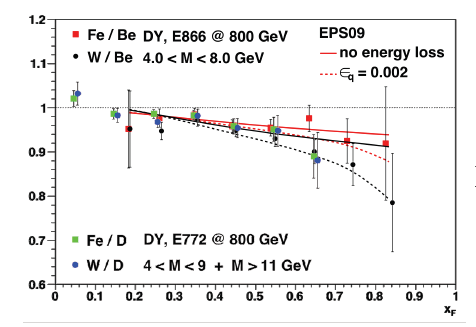 1.2
Fe / Be DY, E866 @ 800 GeV
W / Be 4.0 < M < 8.0 GeV
EPS09
no energy loss
ϵq = 0.002
1.1
1
0.9
0.8
0.7
0.6
Fe / D DY, E772 @ 800 GeV
W / D 4 < M < 9 + M > 11 GeV
0 0.1 0.2 0.3 0.4 0.5 0.6 0.7 0.8 0.9 1
xF